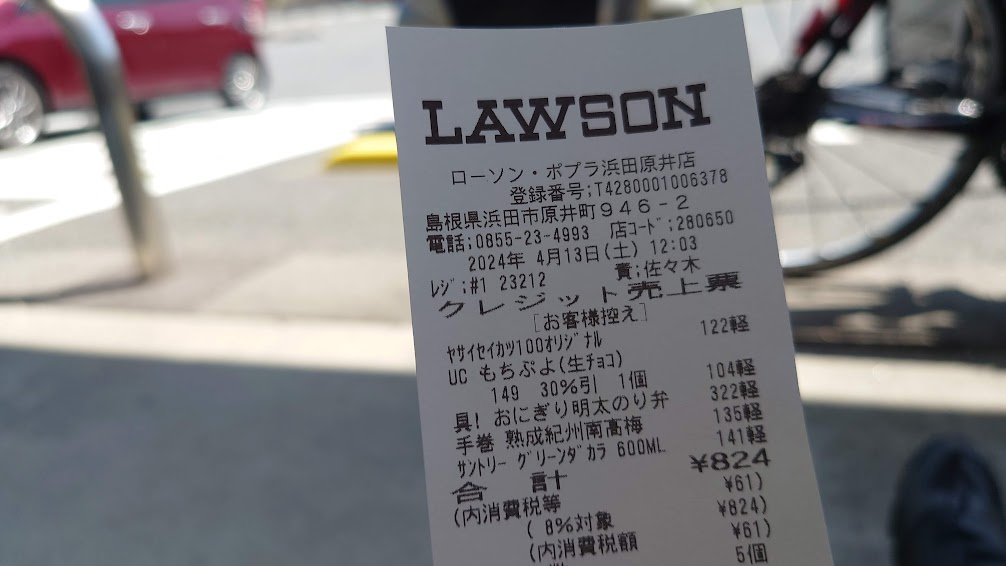 LAWSON
ローソン・ポプラ浜田原井店
登録番号;T4280001006378
島根県浜田市原井町946-2
電話;0855-23-4993 店コード;280650
2024年 4月13日(土) 12:03
レジ;#1 23212 責;佐々木
クレジット売上票
[お客様控え]
ヤサイセイカツ100オリジナル 122軽
UC もちぷよ(生チョコ)
149 30%引 1個 104軽
具! おにぎり明太のり弁 322軽
手巻 熟成紀州南高梅 135軽
サントリー グリーンダカラ 600ML 141軽
合 計 ¥824
(内消費税等 ¥61)
( 8%対象 ¥824)
(内消費税額 ¥61)
5個